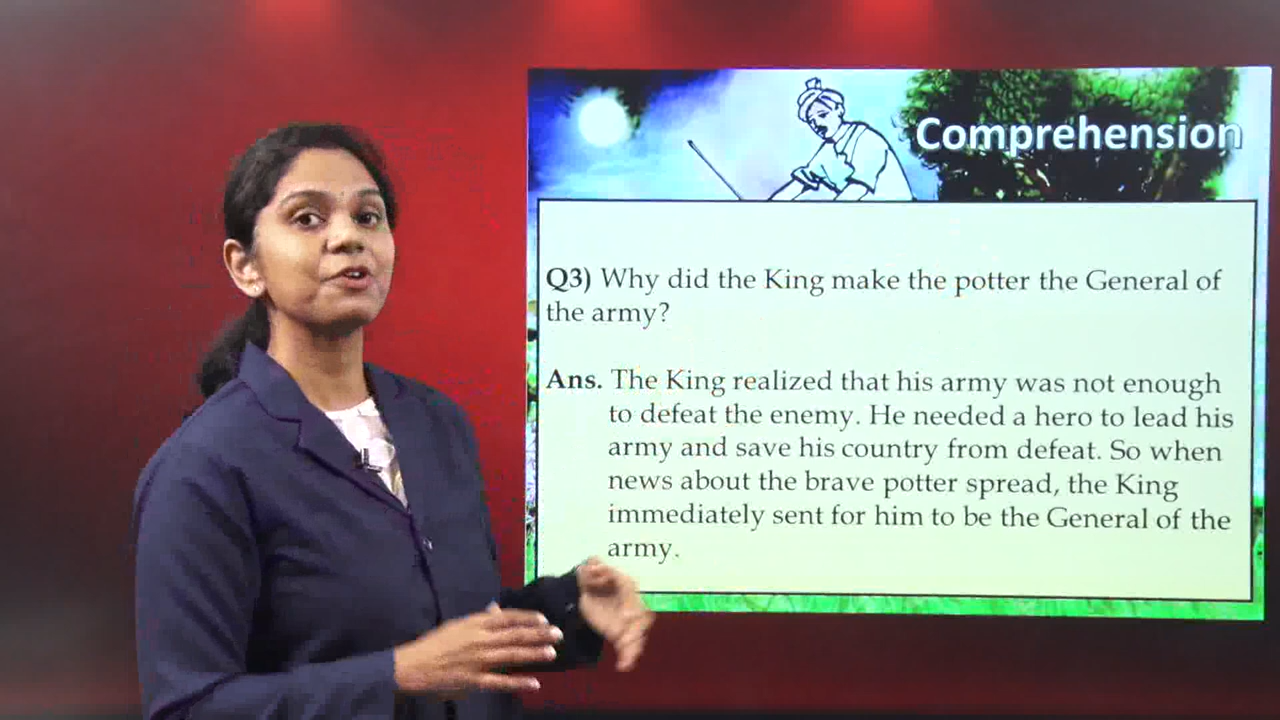 Comprehension
Q3) Why did the King make the potter the General of
the army?
Ans. The King realized that his army was not enough
to defeat the enemy. He needed a hero to lead his
army and save his country from defeat. So when
news about the brave potter spread, the King
immediately sent for him to be the General of the
army.